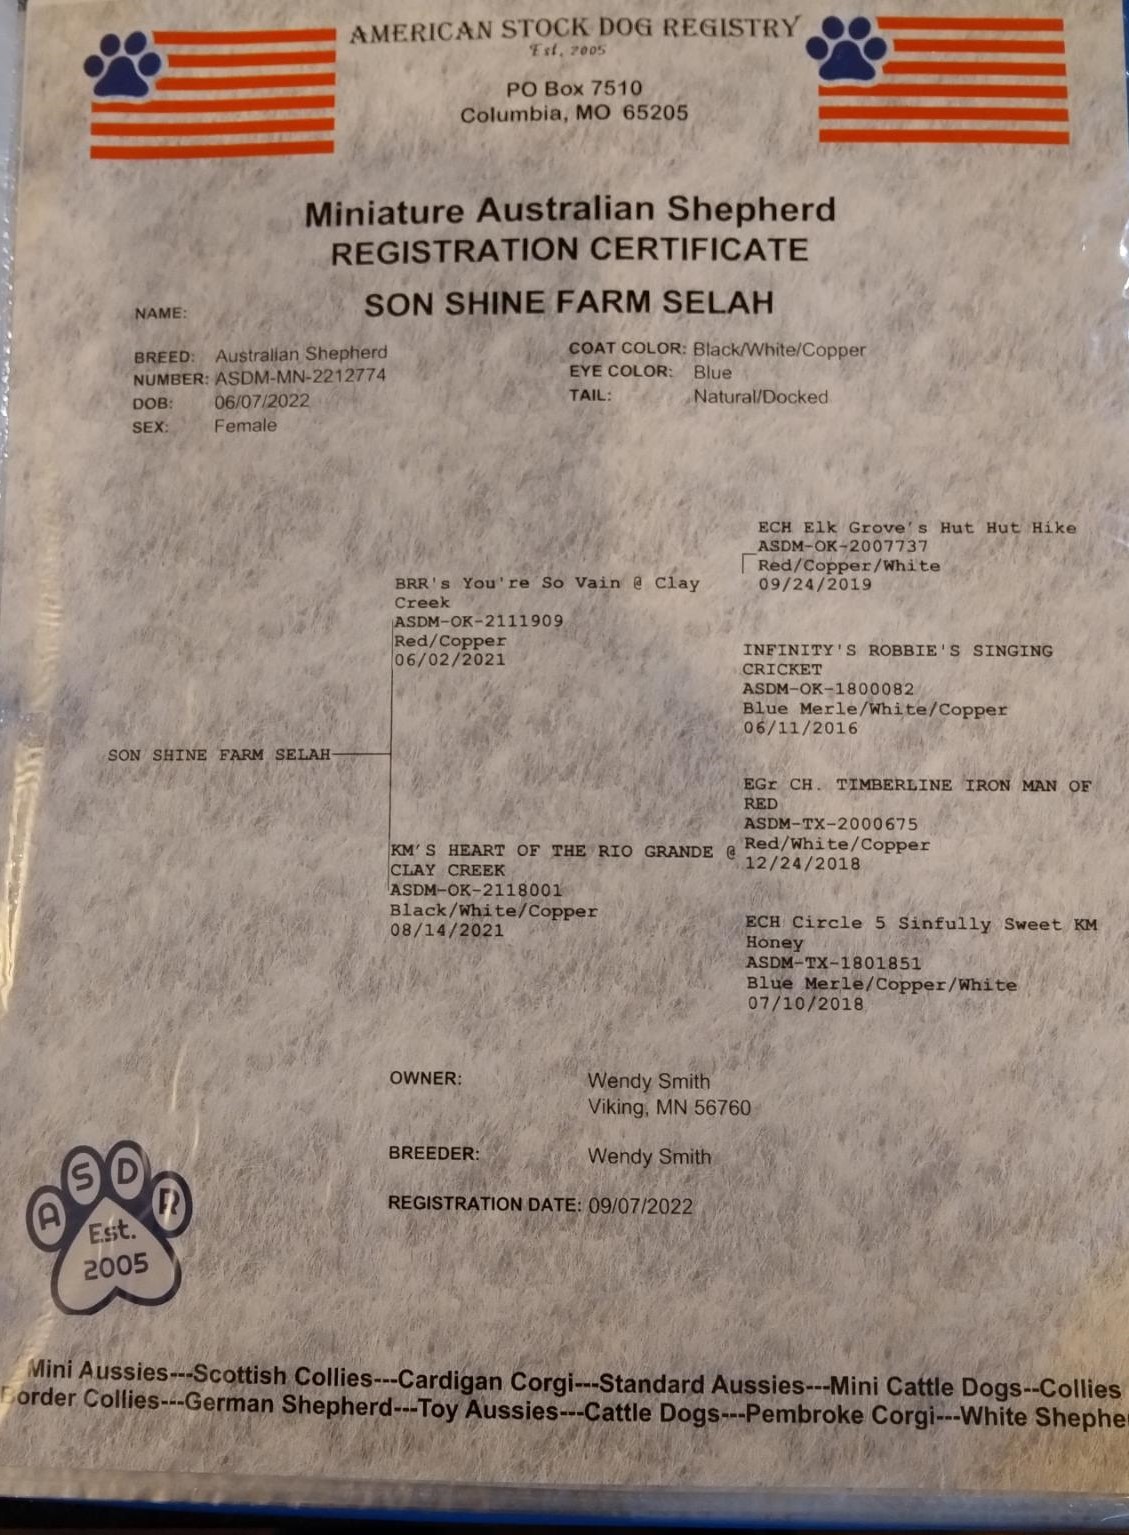 AMERICAN STOCK DOG REGISTRY
Est. 2005
PO Box 7510
Columbia, MO 65205
Miniature Australian Shepherd
REGISTRATION CERTIFICATE
NAME: SON SHINE FARM SELAH
BREED: Australian Shepherd
NUMBER: ASDM-MN-2212774
DOB: 06/07/2022
SEX: Female
COAT COLOR: Black/White/Copper
EYE COLOR: Blue
TAIL: Natural/Docked
ECH Elk Grove's Hut Hut Hike
ASDM-OK-2007737
Red/Copper/White
09/24/2019
BRR's You're So Vain @ Clay
Creek
ASDM-OK-2111909
Red/Copper
06/02/2021
INFINITY'S ROBBIE'S SINGING
CRICKET
ASDM-OK-1800082
Blue Merle/White/Copper
06/11/2016
SON SHINE FARM SELAH
EGr CH. TIMBERLINE IRON MAN OF
RED
ASDM-TX-2000675
Red/White/Copper
12/24/2018
KM'S HEART OF THE RIO GRANDE @
CLAY CREEK
ASDM-OK-2118001
Black/White/Copper
08/14/2021
ECH Circle 5 Sinfully Sweet KM
Honey
ASDM-TX-1801851
Blue Merle/Copper/White
07/10/2018
OWNER: Wendy Smith
Viking, MN 56760
BREEDER: Wendy Smith
REGISTRATION DATE: 09/07/2022
ASDR
Est.
2005
Mini Aussies---Scottish Collies---Cardigan Corgi---Standard Aussies---Mini Cattle Dogs--Collies
Border Collies---German Shepherd---Toy Aussies---Cattle Dogs---Pembroke Corgi---White Shephe